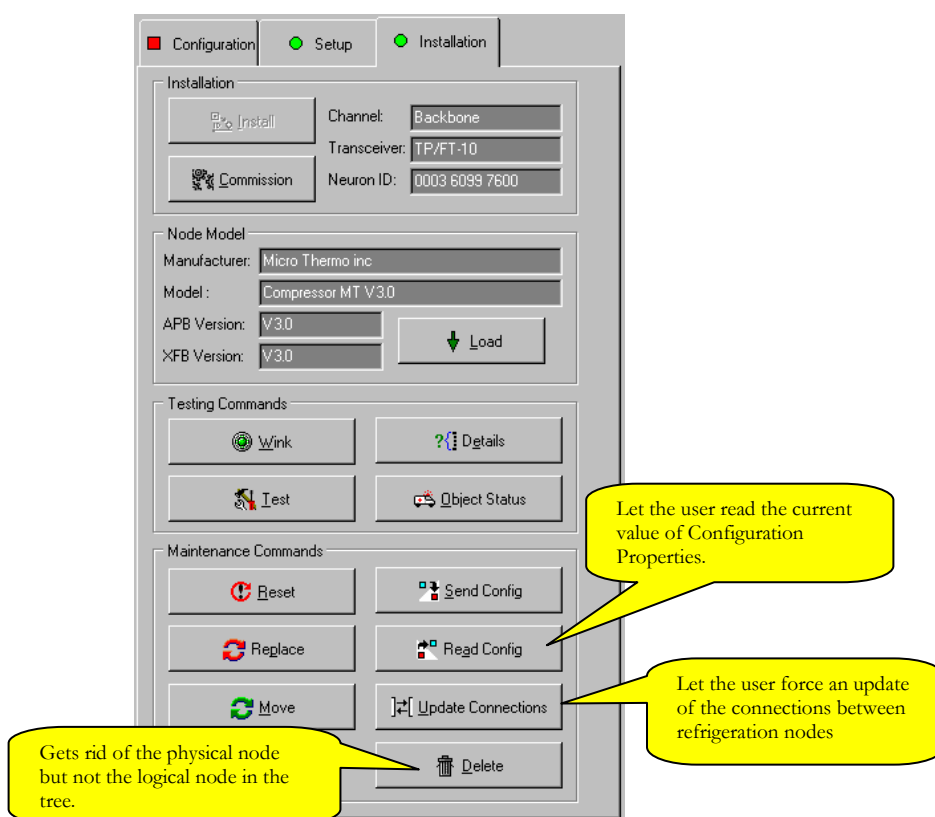 Configuration
Setup
Installation
Installation
Install
Channel:
Backbone
Transceiver:
TP/FT-10
Commission
Neuron ID:
0003 6099 7600
Node Model
Manufacturer:
Micro Thermo inc
Model :
Compressor MT V3.0
APB Version:
V3.0
Load
XFB Version:
V3.0
Testing Commands
Wink
?{ Details
Test
Object Status
Let the user read the current
value of Configuration
Properties.
Maintenance Commands
Reset
Send Config
Replace
Read Config
Move
Update Connections
Let the user force an update
of the connections between
refrigeration nodes
Gets rid of the physical node
but not the logical node in the
tree.
Delete